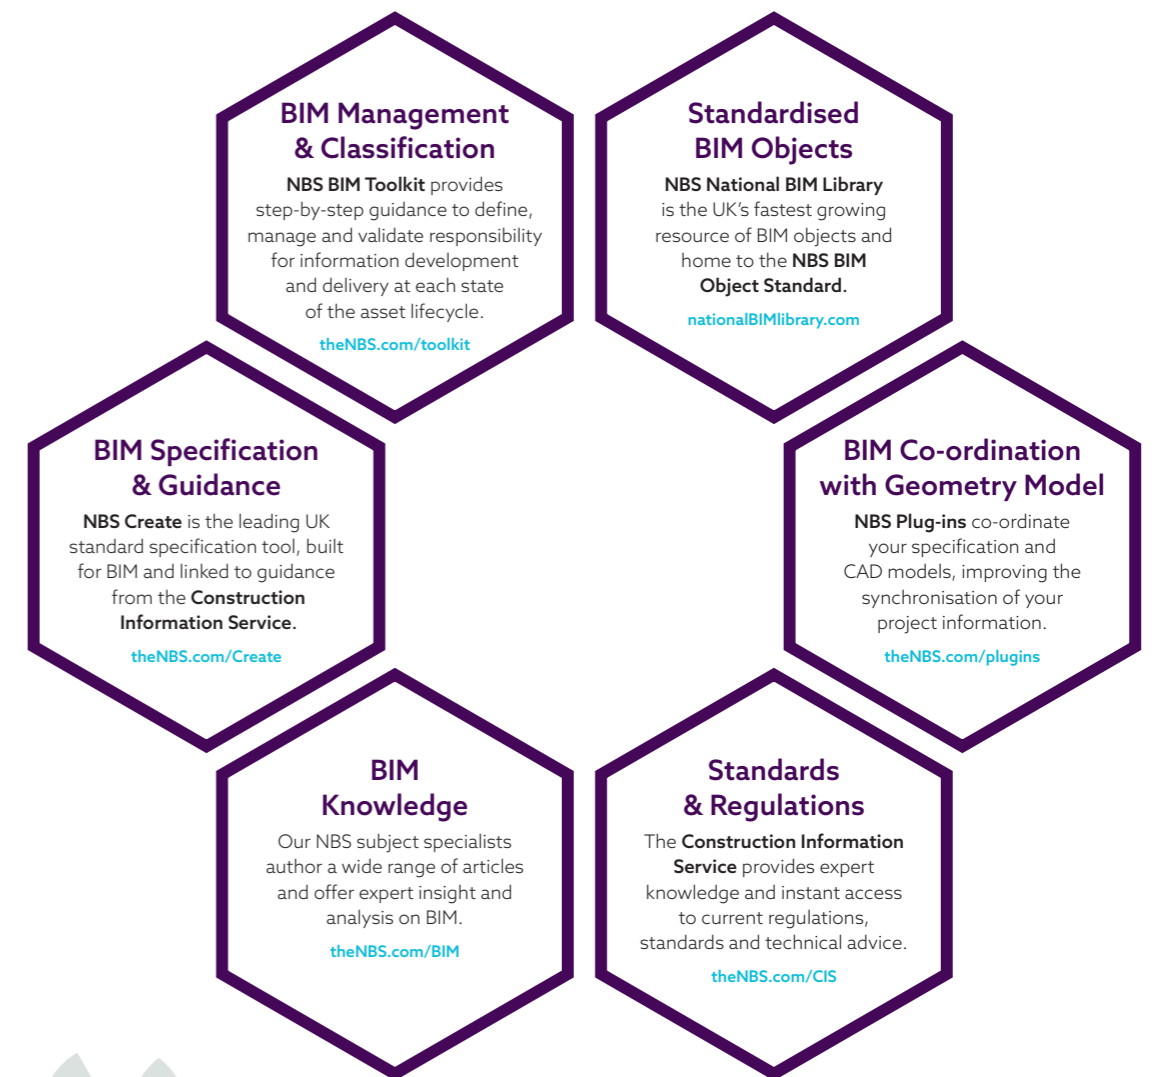 BIM Management
& Classification
NBS BIM Toolkit provides
step-by-step guidance to define,
manage and validate responsibility
for information development
and delivery at each state
of the asset lifecycle.
theNBS.com/toolkit
Standardised
BIM Objects
NBS National BIM Library
is the UK's fastest growing
resource of BIM objects and
home to the NBS BIM
Object Standard.
nationalBIMlibrary.com
BIM Specification
& Guidance
NBS Create is the leading UK
standard specification tool, built
for BIM and linked to guidance
from the Construction
Information Service.
theNBS.com/Create
BIM Co-ordination
with Geometry Model
NBS Plug-ins co-ordinate
your specification and
CAD models, improving the
synchronisation of your
project information.
theNBS.com/plugins
BIM
Knowledge
Our NBS subject specialists
author a wide range of articles
and offer expert insight and
analysis on BIM.
theNBS.com/BIM
Standards
& Regulations
The Construction Information
Service provides expert
knowledge and instant access
to current regulations,
standards and technical advice.
theNBS.com/CIS